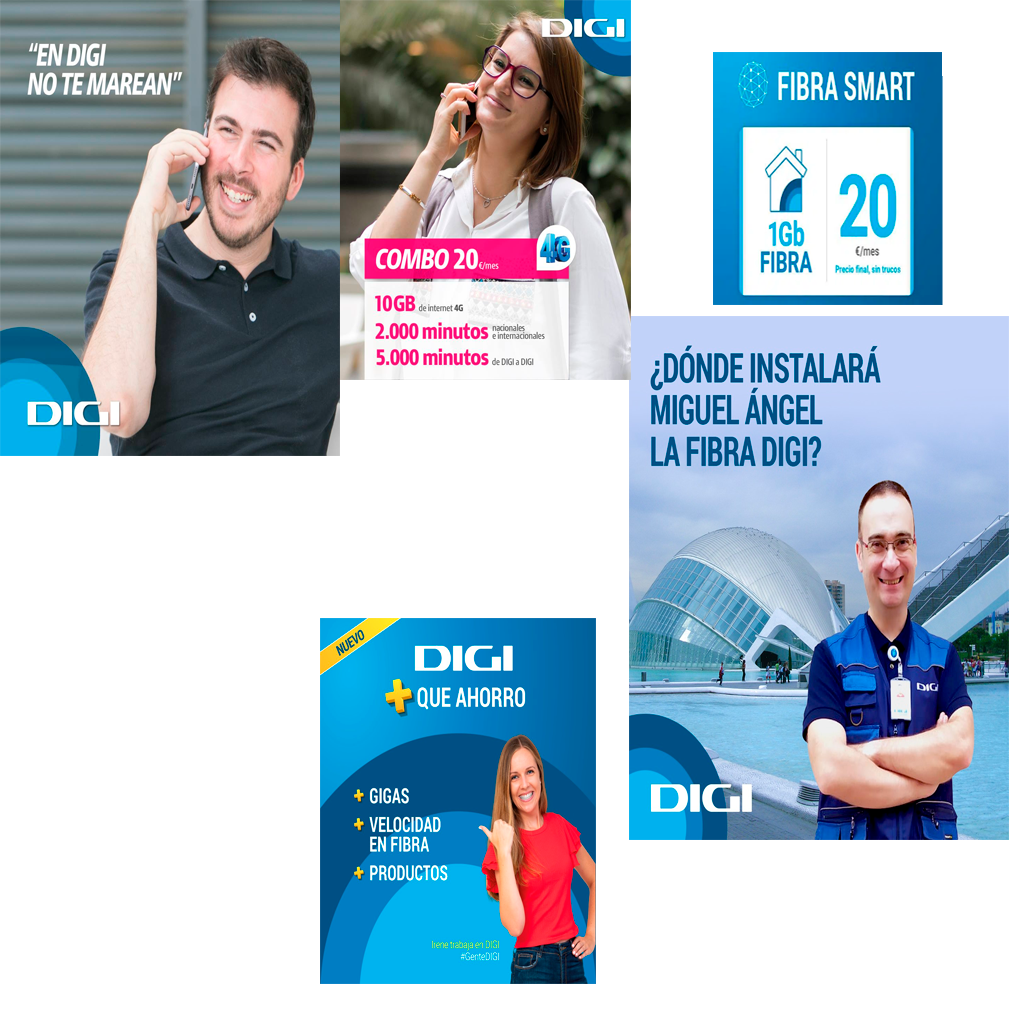 “EN DIGI
NO TE MAREAN”
DIGI
DIGI
COMBO 20 €/mes
4G
10GB de internet 4G
2.000 minutos nacionales
e internacionales
5.000 minutos de DIGI a DIGI
FIBRA SMART
1Gb
FIBRA
20
€/mes
Precio final, sin trucos
¿DÓNDE INSTALARÁ
MIGUEL ÁNGEL
LA FIBRA DIGI?
DIGI
DIGI
NUEVO
DIGI
+ QUE AHORRO
+ GIGAS
+ VELOCIDAD
EN FIBRA
+ PRODUCTOS
Irene trabaja en DIGI
#GenteDIGI